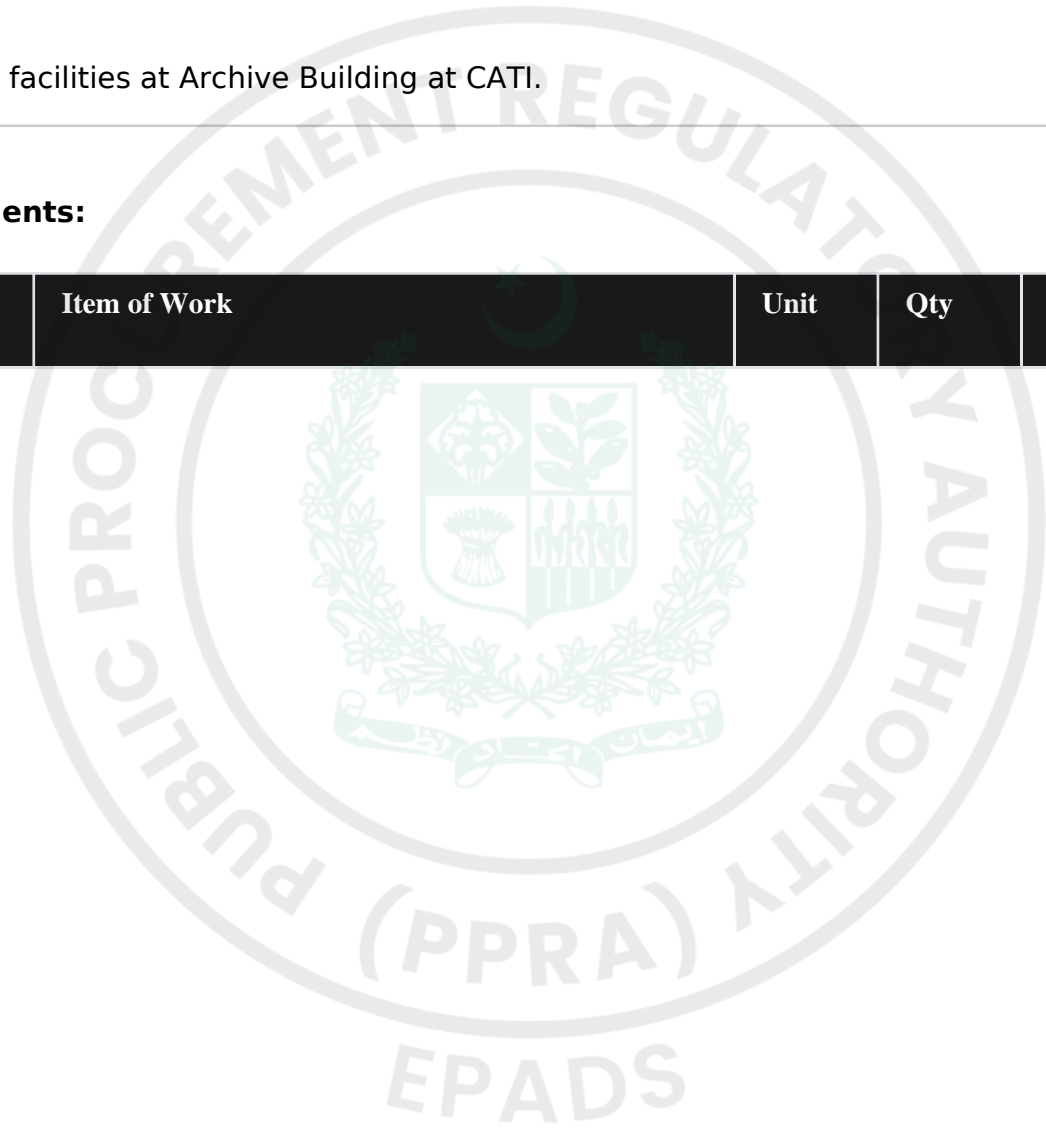 facilities at Archive Building at CATI.
ents:
Item of Work Unit Qty
PUBLIC PROCUREMENT REGULATORY AUTHORITY
(PPRA)
EPADS